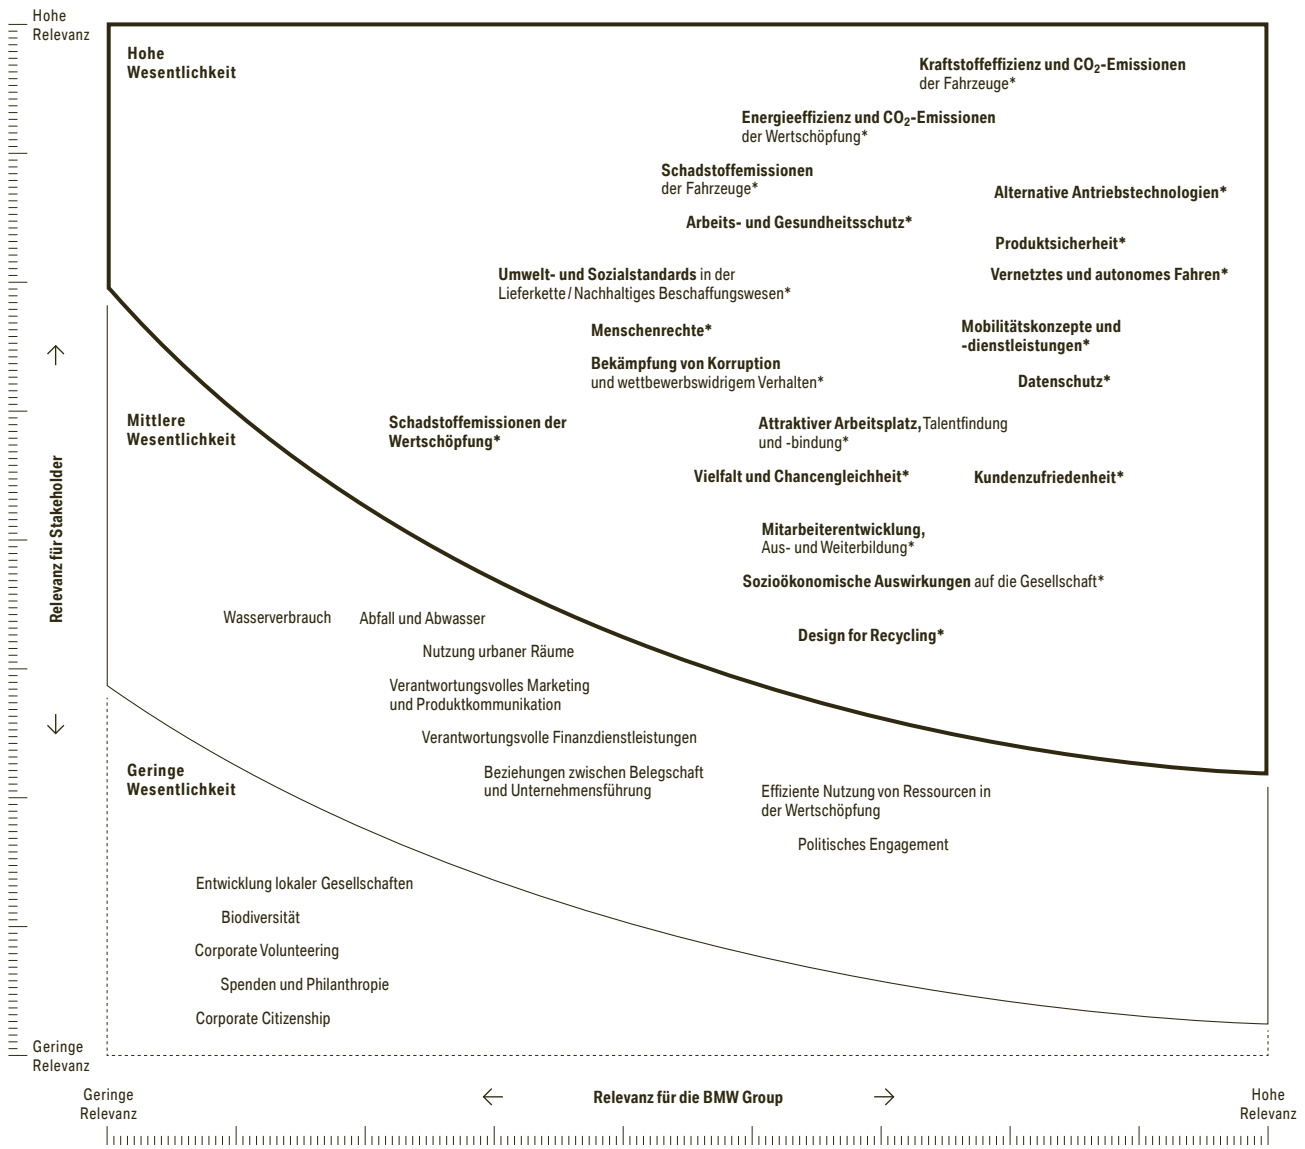 Hohe
Relevanz
Hohe
Wesentlichkeit
Kraftstoffeffizienz und CO₂-Emissionen
der Fahrzeuge*
Energieeffizienz und CO₂-Emissionen
der Wertschöpfung*
Schadstoffemissionen
der Fahrzeuge*
Alternative Antriebstechnologien*
Arbeits- und Gesundheitsschutz*
Produktsicherheit*
Umwelt- und Sozialstandards in der
Lieferkette / Nachhaltiges Beschaffungswesen*
Vernetztes und autonomes Fahren*
Menschenrechte*
Mobilitätskonzepte und
-dienstleistungen*
Bekämpfung von Korruption
und wettbewerbswidrigem Verhalten*
Datenschutz*
Mittlere
Wesentlichkeit
Schadstoffemissionen der
Wertschöpfung*
Attraktiver Arbeitsplatz, Talentfindung
und -bindung*
Vielfalt und Chancengleichheit*
Kundenzufriedenheit*
Mitarbeiterentwicklung,
Aus- und Weiterbildung*
Sozioökonomische Auswirkungen auf die Gesellschaft*
Relevanz für Stakeholder
Wasserverbrauch
Abfall und Abwasser
Design for Recycling*
Nutzung urbaner Räume
Verantwortungsvolles Marketing
und Produktkommunikation
Verantwortungsvolle Finanzdienstleistungen
Geringe
Wesentlichkeit
Beziehungen zwischen Belegschaft
und Unternehmensführung
Effiziente Nutzung von Ressourcen in
der Wertschöpfung
Politisches Engagement
Entwicklung lokaler Gesellschaften
Biodiversität
Corporate Volunteering
Spenden und Philanthropie
Corporate Citizenship
Geringe
Relevanz
Geringe
Relevanz
Relevanz für die BMW Group
Hohe
Relevanz